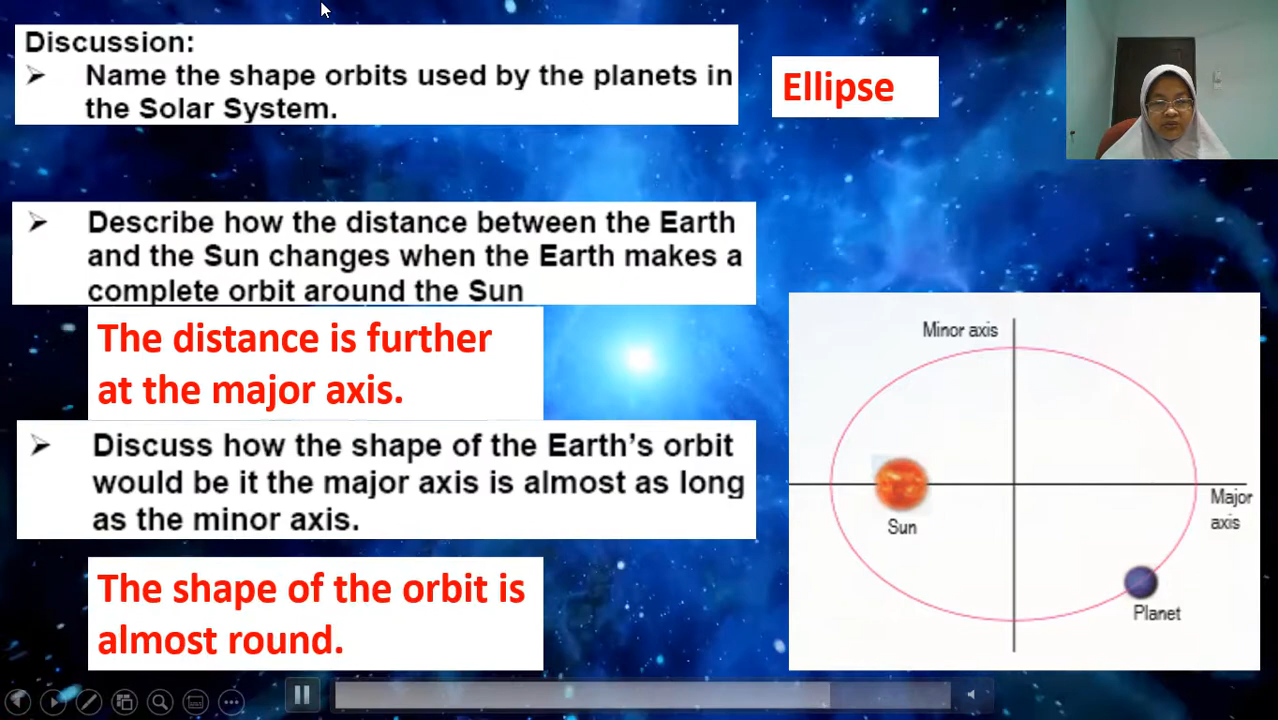 Discussion:
➢ Name the shape orbits used by the planets in
the Solar System.
Ellipse
➢ Describe how the distance between the Earth
and the Sun changes when the Earth makes a
complete orbit around the Sun
The distance is further
at the major axis.
➢ Discuss how the shape of the Earth's orbit
would be it the major axis is almost as long
as the minor axis.
The shape of the orbit is
almost round.
Minor axis
Major
axis
Sun
Planet